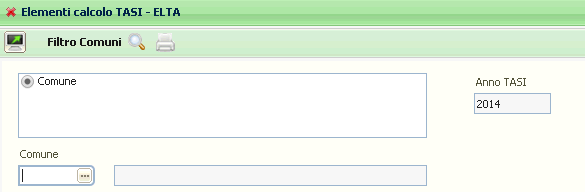 Elementi calcolo TASI - ELTA
Filtro Comuni
Comune
Anno TASI
2014
Comune